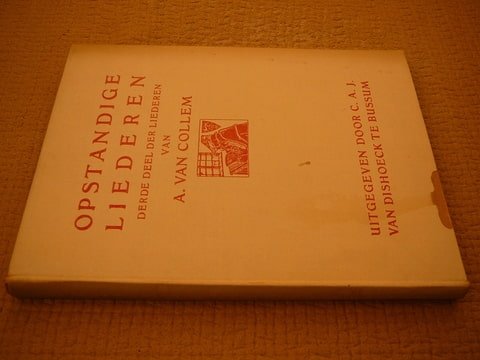 OPSTANDIGE
LIEDEREN
DERDE DEEL DER LIEDEREN
VAN
A. VAN COLLEM
UITGEGEVEN DOOR C. A. J.
VAN DISHOECK TE BUSSUM